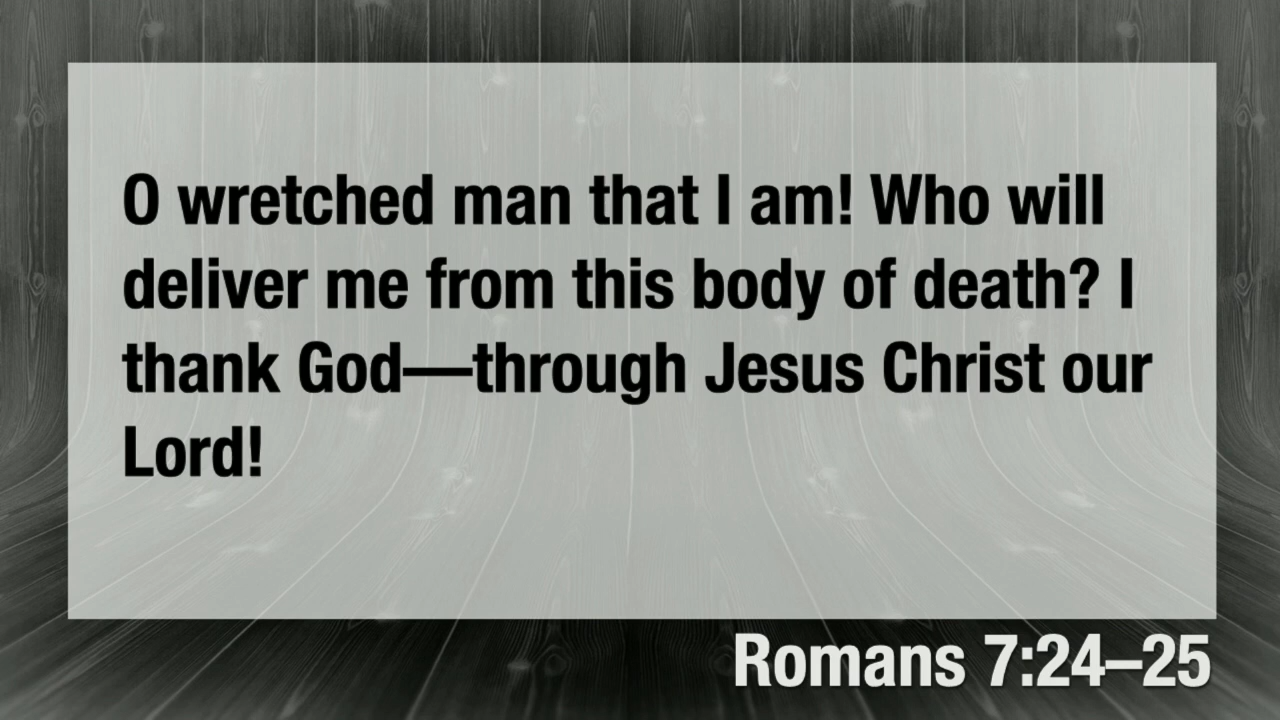 O wretched man that I am! Who will
deliver me from this body of death? I
thank God—through Jesus Christ our
Lord!
Romans 7:24–25